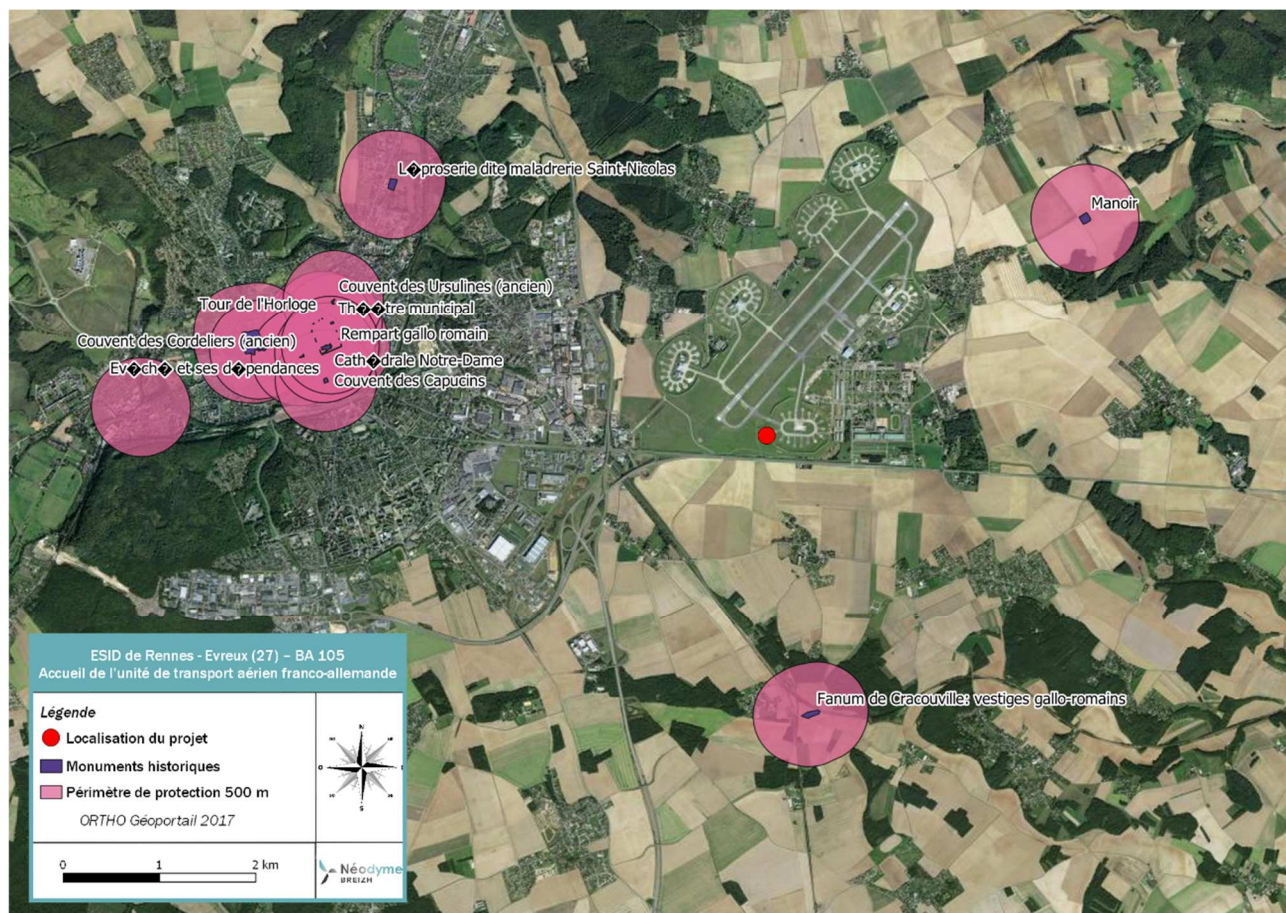 L�proserie dite maladrerie Saint-Nicolas
Manoir
Couvent des Ursulines (ancien)
Tour de l'Horloge
Th��tre municipal
Rempart gallo romain
Couvent des Cordeliers (ancien)
Cath�drale Notre-Dame
Ev�ch� et ses d�pendances
Couvent des Capucins
Fanum de Cracouville: vestiges gallo-romains
ESID de Rennes - Evreux (27) – BA 105
Accueil de l'unité de transport aérien franco-allemande
Légende
Localisation du projet
Monuments historiques
Périmètre de protection 500 m
ORTHO Géoportail 2017
N
O
S
0 1 2 km
Néodyme
BREIZH